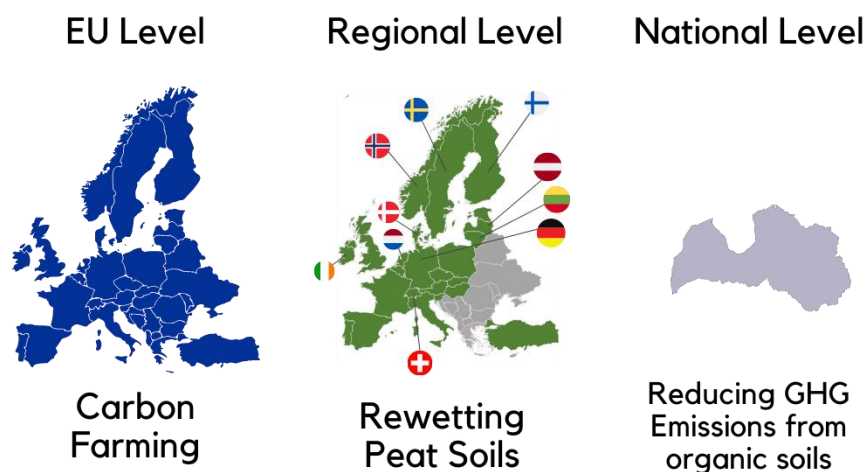 EU Level
Regional Level
National Level
Carbon
Farming
Rewetting
Peat Soils
Reducing GHG
Emissions from
organic soils